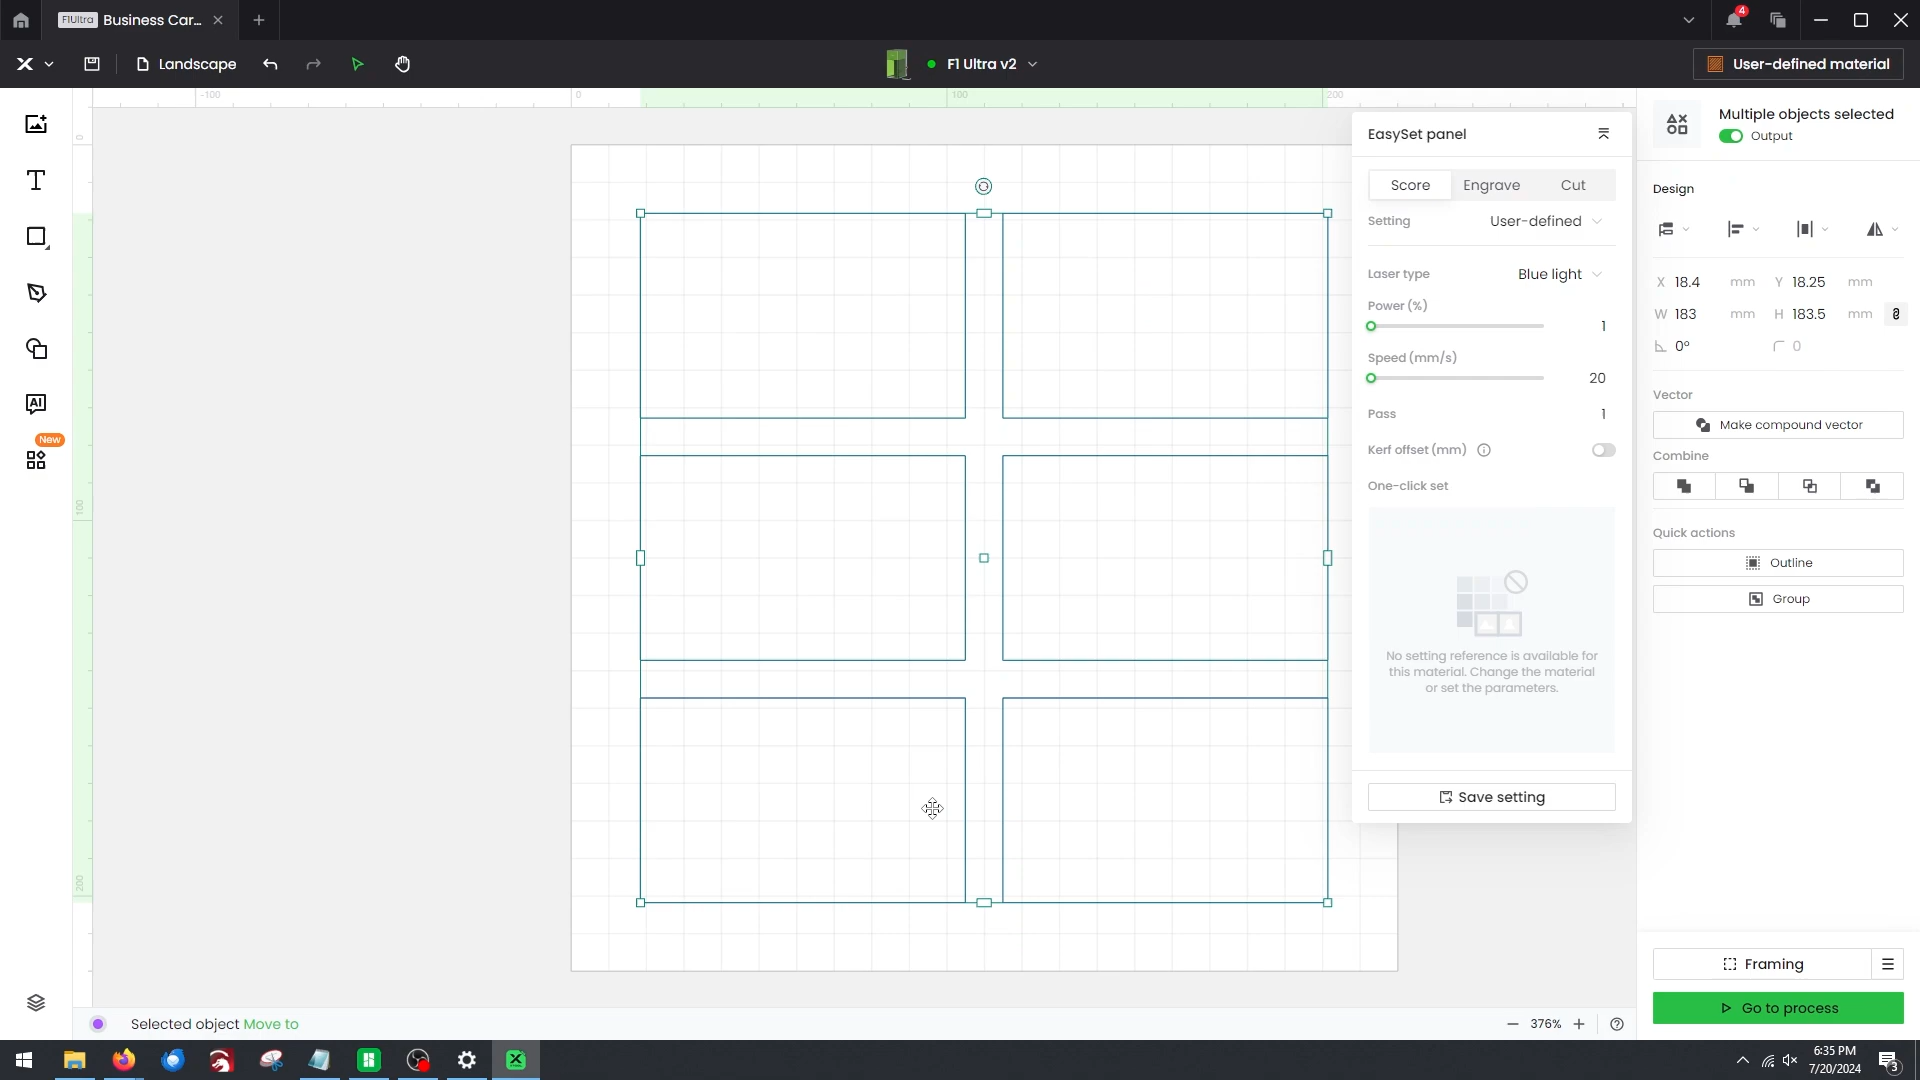 F1Ultra Business Car...
4
Landscape
F1 Ultra v2
User-defined material
-100
0
100
200
0
100
200
EasySet panel
Score Engrave Cut
Setting User-defined
Laser type Blue light
Power (%)
1
Speed (mm/s)
20
Pass 1
Kerf offset (mm)
One-click set
No setting reference is available for
this material. Change the material
or set the parameters.
Save setting
Multiple objects selected
Output
Design
X 18.4 mm Y 18.25 mm
W 183 mm H 183.5 mm
0° 0
Vector
Make compound vector
Combine
Quick actions
Outline
Group
Framing
Go to process
AI
New
Selected object Move to
376%
6:35 PM
7/20/2024
3